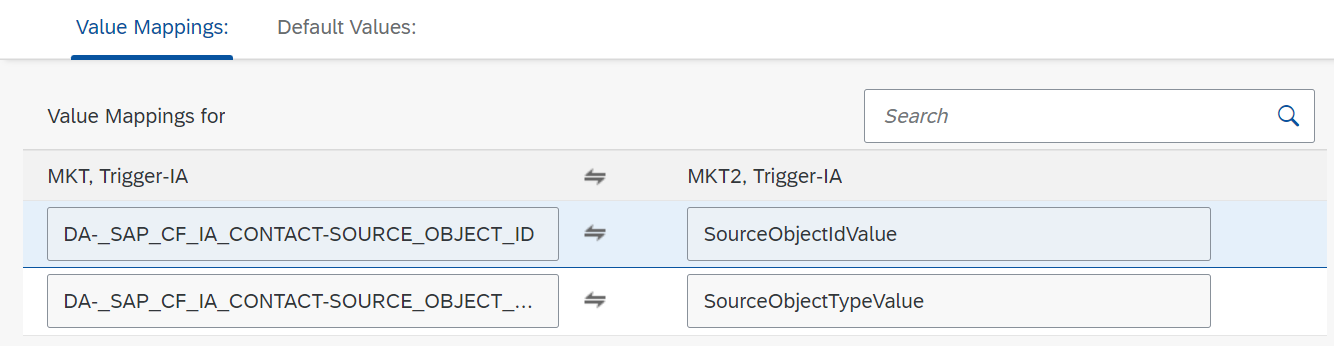 Value Mappings: Default Values:
Value Mappings for Search
MKT, Trigger-IA MKT2, Trigger-IA
DA-_SAP_CF_IA_CONTACT-SOURCE_OBJECT_ID SourceObjectIdValue
DA-_SAP_CF_IA_CONTACT-SOURCE_OBJECT_... SourceObjectTypeValue